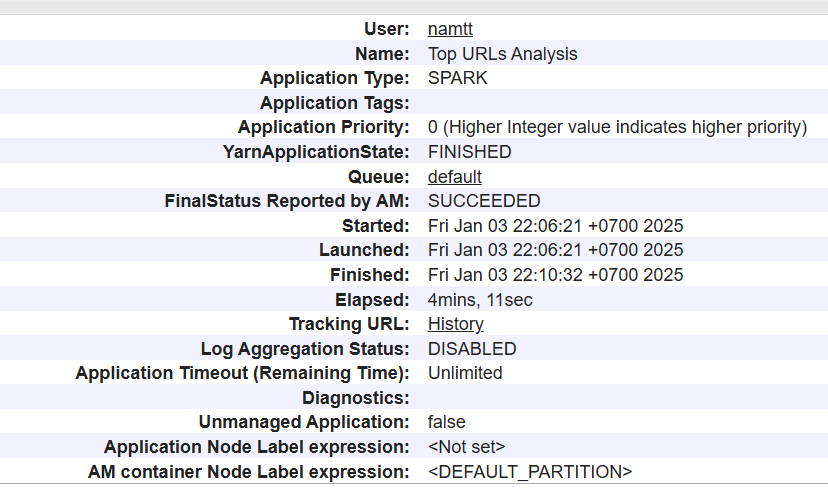 User: namtt
Name: Top URLs Analysis
Application Type: SPARK
Application Tags:
Application Priority: 0 (Higher Integer value indicates higher priority)
YarnApplicationState: FINISHED
Queue: default
FinalStatus Reported by AM: SUCCEEDED
Started: Fri Jan 03 22:06:21 +0700 2025
Launched: Fri Jan 03 22:06:21 +0700 2025
Finished: Fri Jan 03 22:10:32 +0700 2025
Elapsed: 4mins, 11sec
Tracking URL: History
Log Aggregation Status: DISABLED
Application Timeout (Remaining Time): Unlimited
Diagnostics:
Unmanaged Application: false
Application Node Label expression: <Not set>
AM container Node Label expression: <DEFAULT_PARTITION>